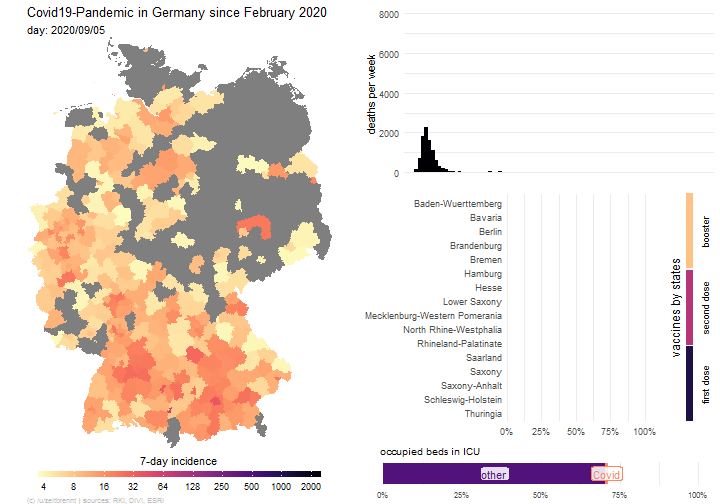 Covid19-Pandemic in Germany since February 2020
day: 2020/09/05
7-day incidence
4 8 16 32 64 128 250 500 1000 2000
(c) /u/zeitbrennt | sources: RKI, DIVI, ESRI
deaths per week
8000
6000
4000
2000
0
Baden-Wuerttemberg
Bavaria
Berlin
Brandenburg
Bremen
Hamburg
Hesse
Lower Saxony
Mecklenburg-Western Pomerania
North Rhine-Westphalia
Rhineland-Palatinate
Saarland
Saxony
Saxony-Anhalt
Schleswig-Holstein
Thuringia
0% 25% 50% 75% 100%
vaccines by states
booster
second dose
first dose
occupied beds in ICU
other
Covid
0% 25% 50% 75% 100%